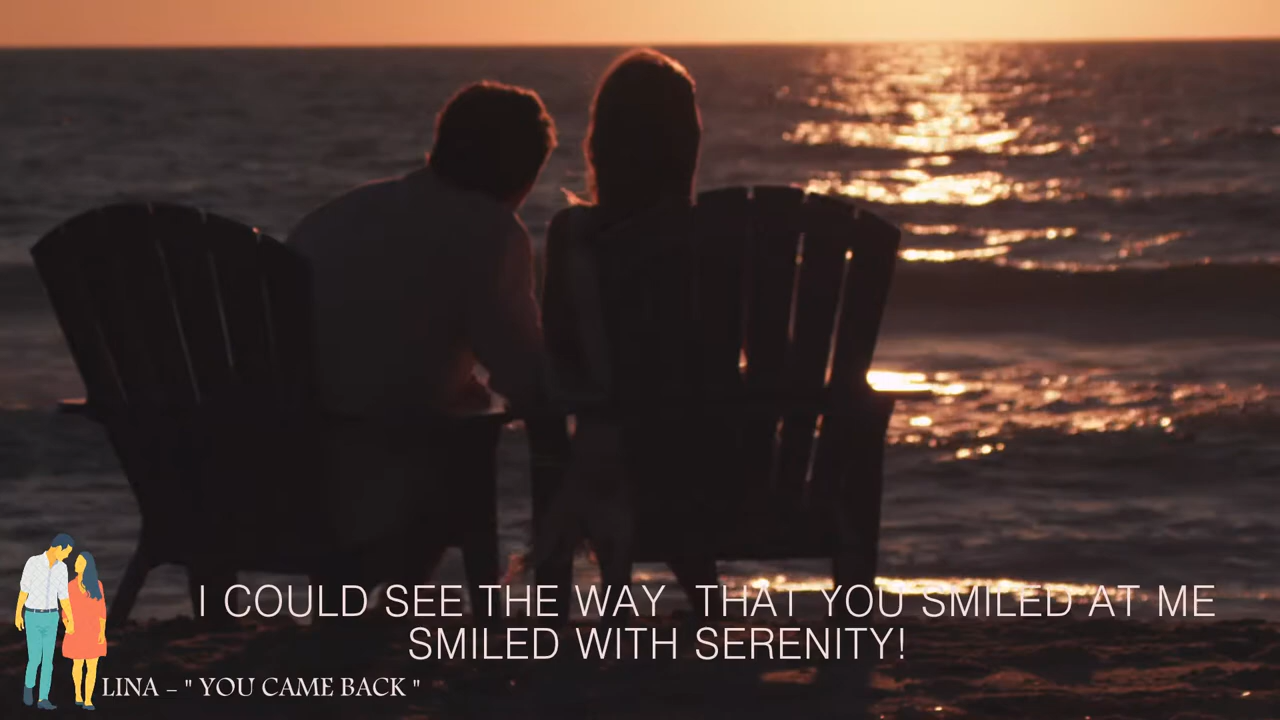 I COULD SEE THE WAY THAT YOU SMILED AT ME
SMILED WITH SERENITY!
LINA – " YOU CAME BACK "